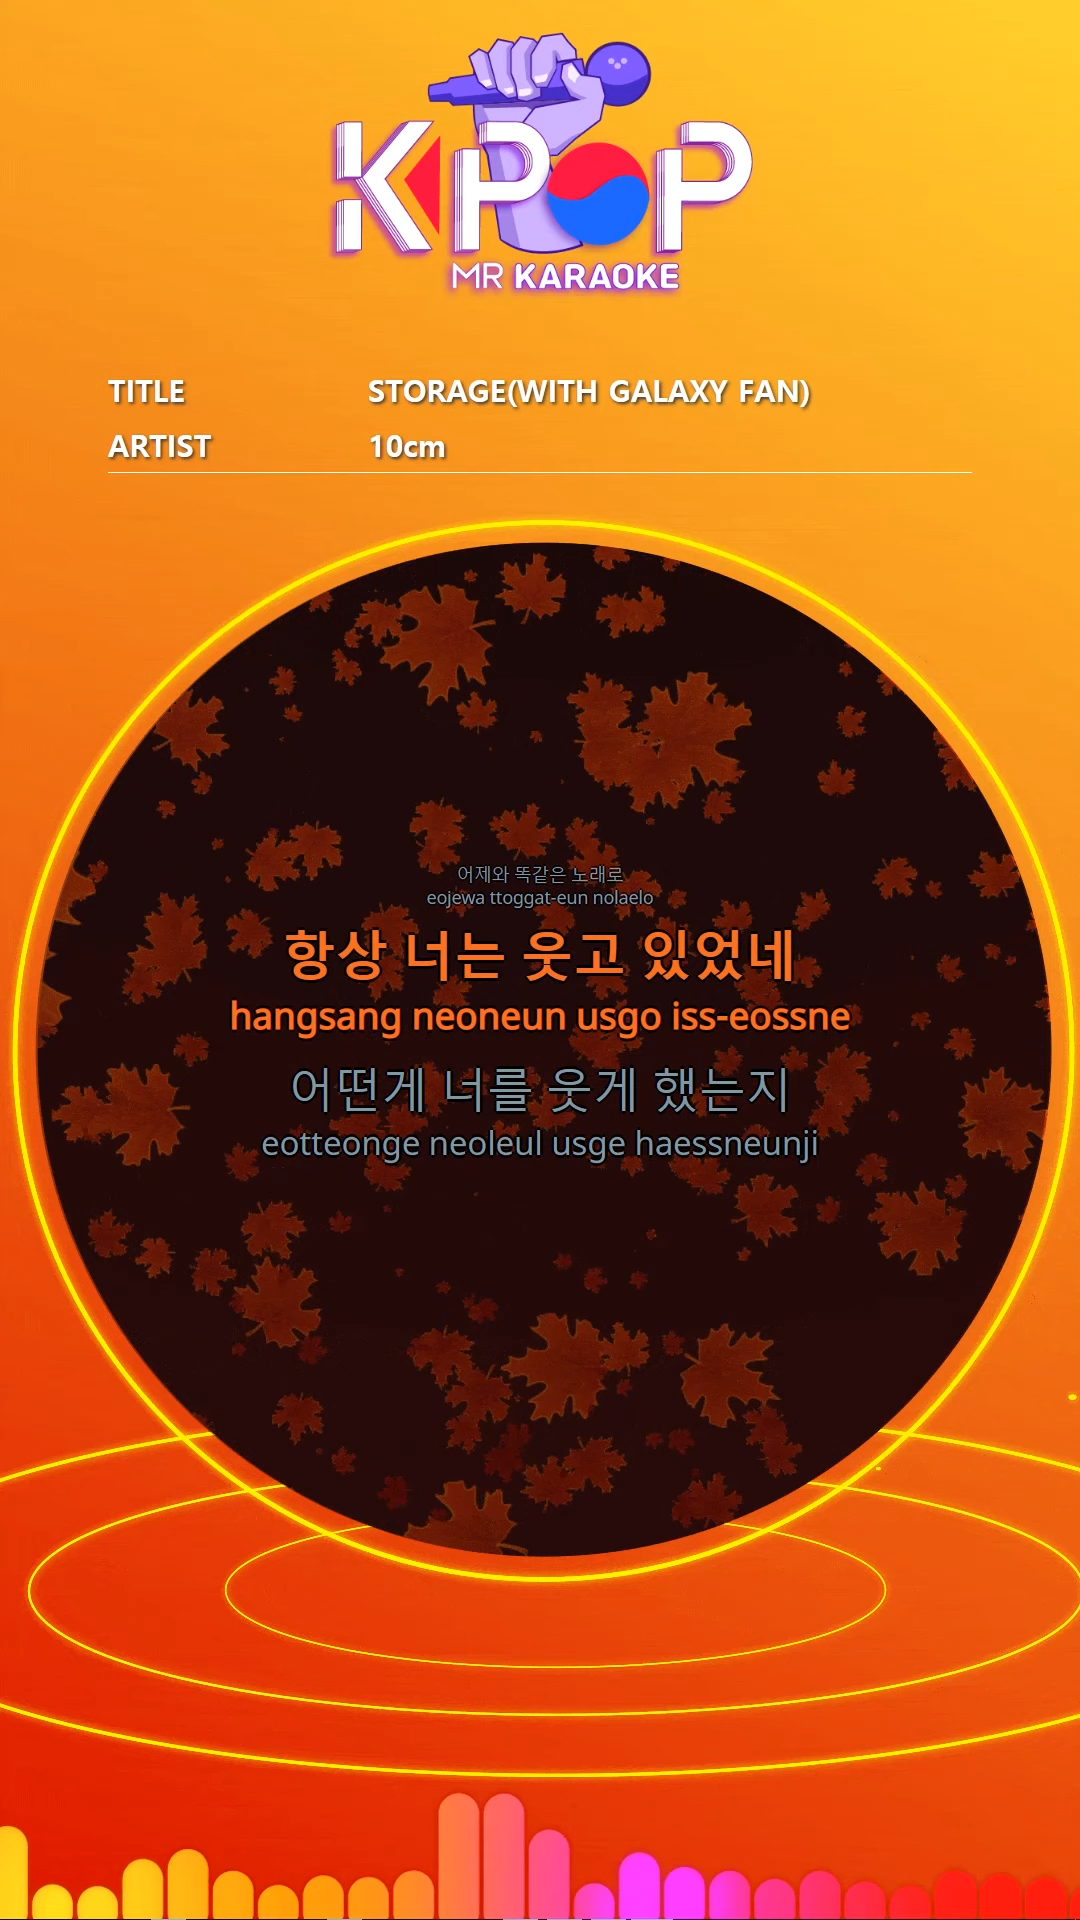 KPOP
MR KARAOKE
TITLE STORAGE(WITH GALAXY FAN)
ARTIST 10cm
어제와 똑같은 노래로
eojewa ttoggat-eun nolaelo
항상 너는 웃고 있었네
hangsang neoneun usgo iss-eossne
어떤게 너를 웃게 했는지
eotteonge neoleul usge haessneunji